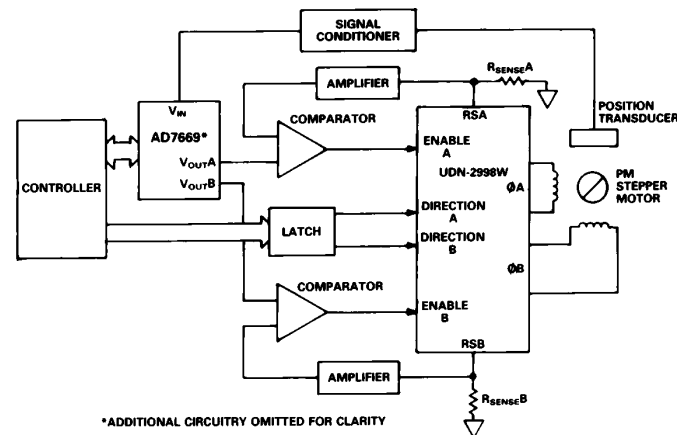 SIGNAL
CONDITIONER
RSENSEA
AMPLIFIER
VIN
RSA
POSITION
TRANSDUCER
AD7669*
COMPARATOR
ENABLE
A
UDN-2998W
VOUTA
CONTROLLER
VOUTB
ØA
PM
STEPPER
MOTOR
DIRECTION
A
LATCH
DIRECTION
B
ØB
COMPARATOR
ENABLE
B
RSB
AMPLIFIER
RSENSEB
*ADDITIONAL CIRCUITRY OMITTED FOR CLARITY